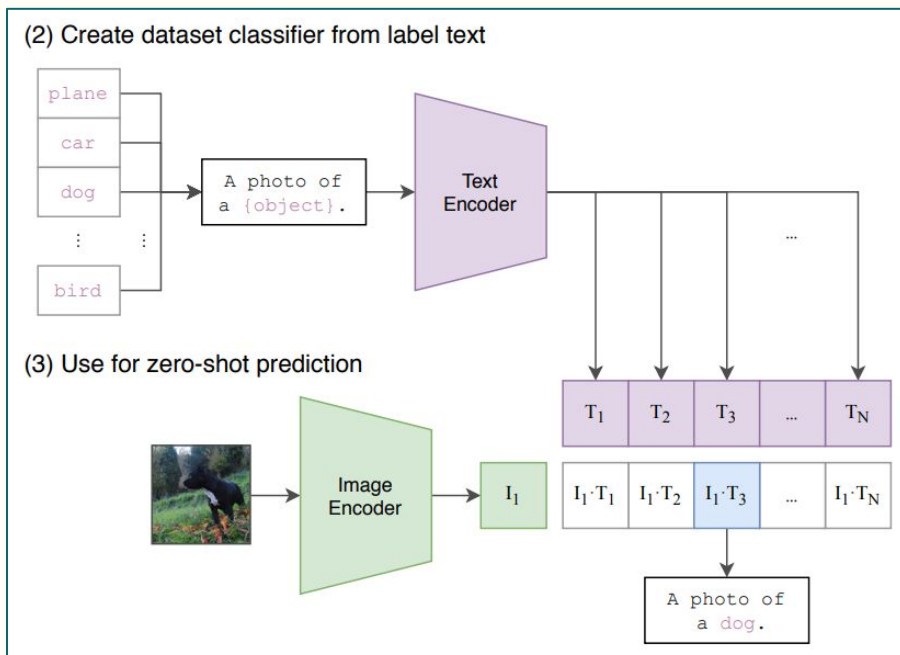 (2) Create dataset classifier from label text
plane
car
dog
⋮
⋮
bird
A photo of
a {object}.
Text
Encoder
...
(3) Use for zero-shot prediction
Image
Encoder
I₁
T₁ T₂ T₃ ... T_N
I₁·T₁ I₁·T₂ I₁·T₃ ... I₁·T_N
A photo of
a dog.